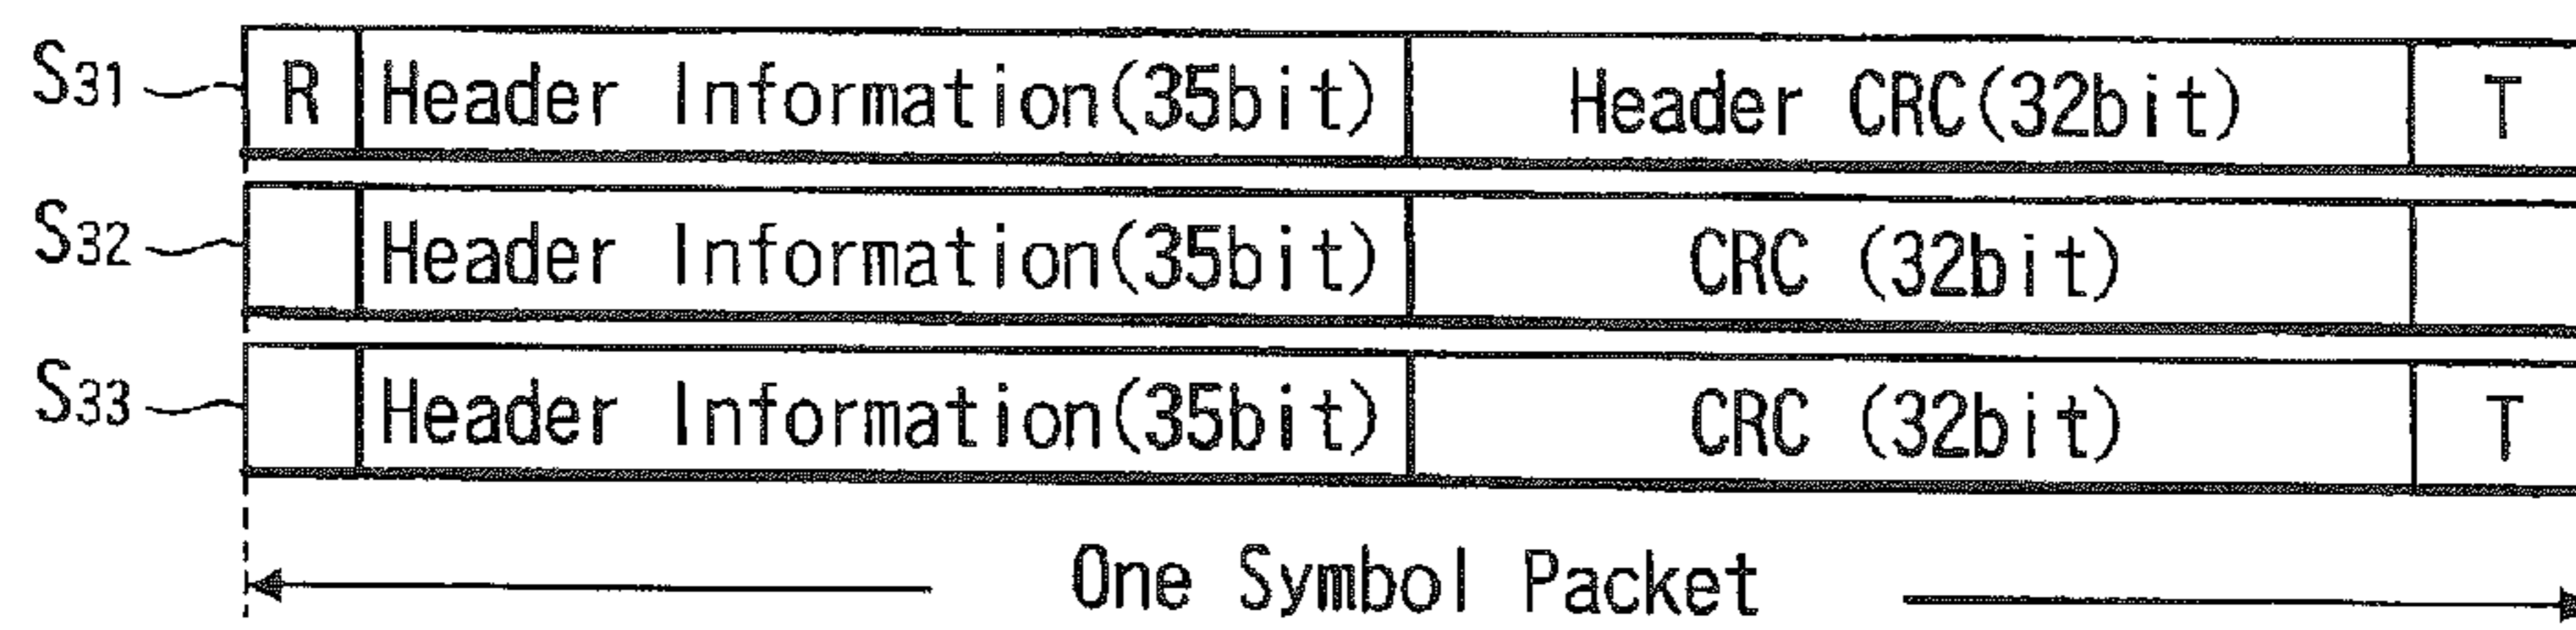 S31 R Header Information(35bit) Header CRC(32bit) T
S32 Header Information(35bit) CRC (32bit)
S33 Header Information(35bit) CRC (32bit) T
One Symbol Packet